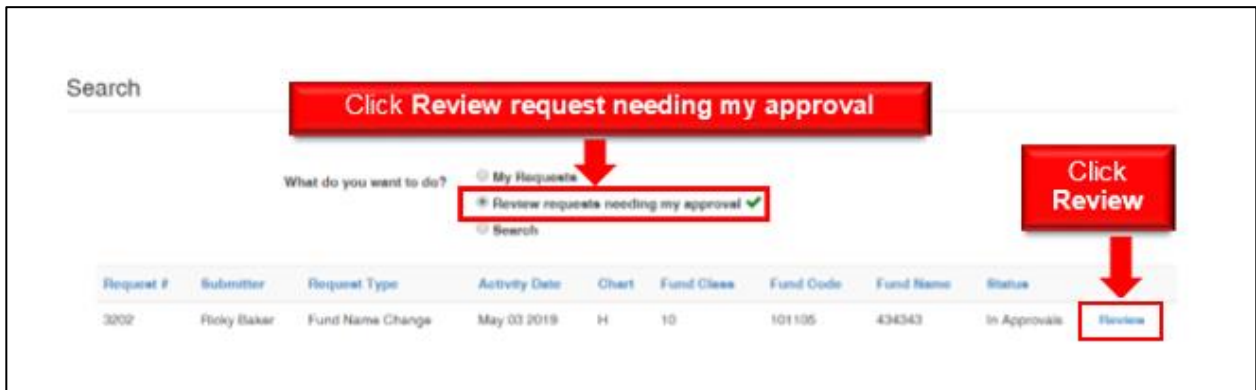 Search
Click Review request needing my approval
What do you want to do?
My Requests
Review requests needing my approval
Search
Click
Review
Request # Submitter Request Type Activity Date Chart Fund Class Fund Code Fund Name Status
3202 Ricky Baker Fund Name Change May 03 2019 H 10 101105 434343 In Approvals Review